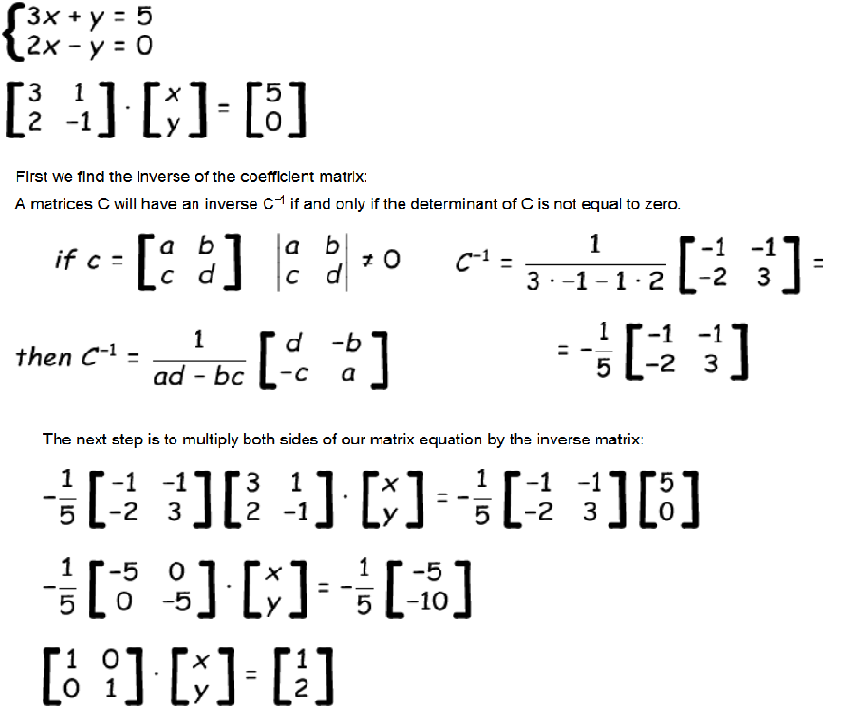 3x + y = 5
2x - y = 0
[3 1; 2 -1] · [x; y] = [5; 0]
First we find the inverse of the coefficient matrix:
A matrices C will have an inverse C⁻¹ if and only if the determinant of C is not equal to zero.
if c = [a b; c d] |a b; c d| ≠ 0 C⁻¹ = 1/(3 · -1 - 1 · 2) [-1 -1; -2 3] =
then C⁻¹ = 1/(ad - bc) [d -b; -c a] = -1/5 [-1 -1; -2 3]
The next step is to multiply both sides of our matrix equation by the inverse matrix:
-1/5 [-1 -1; -2 3] [3 1; 2 -1] · [x; y] = -1/5 [-1 -1; -2 3] [5; 0]
-1/5 [-5 0; 0 -5] · [x; y] = -1/5 [-5; -10]
[1 0; 0 1] · [x; y] = [1; 2]